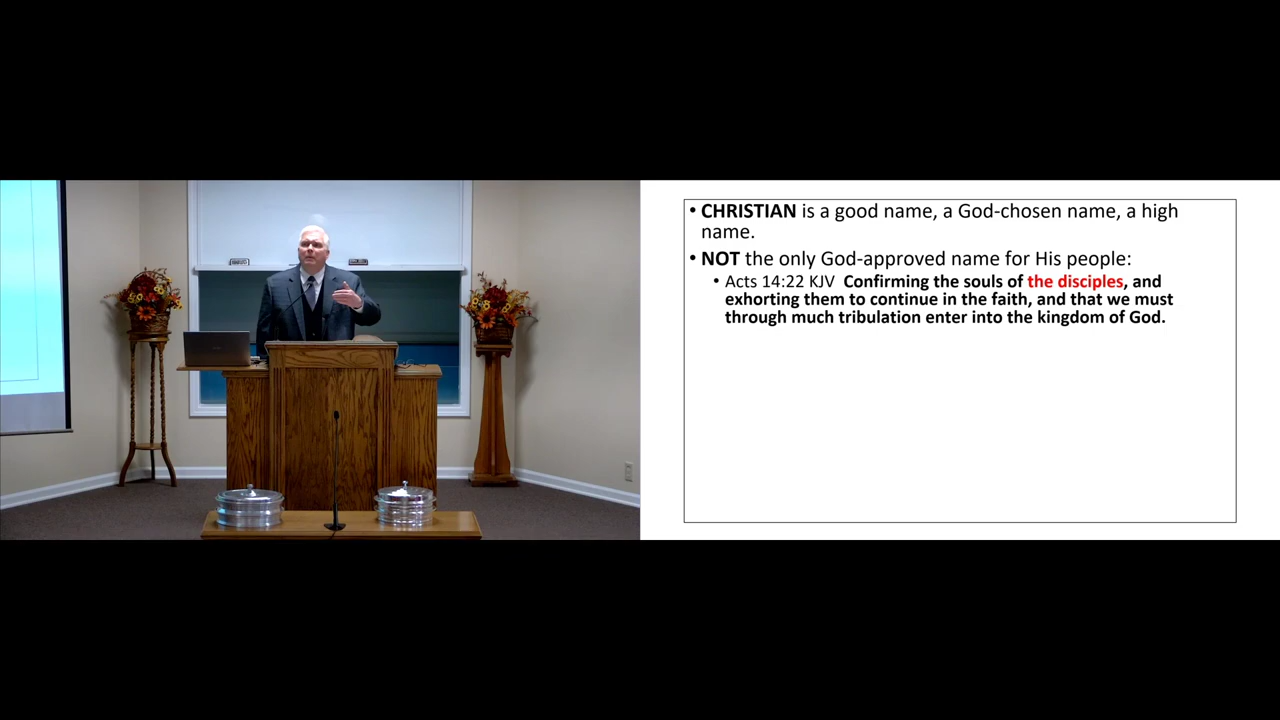 • CHRISTIAN is a good name, a God-chosen name, a high
name.
• NOT the only God-approved name for His people:
• Acts 14:22 KJV  Confirming the souls of the disciples, and
exhorting them to continue in the faith, and that we must
through much tribulation enter into the kingdom of God.